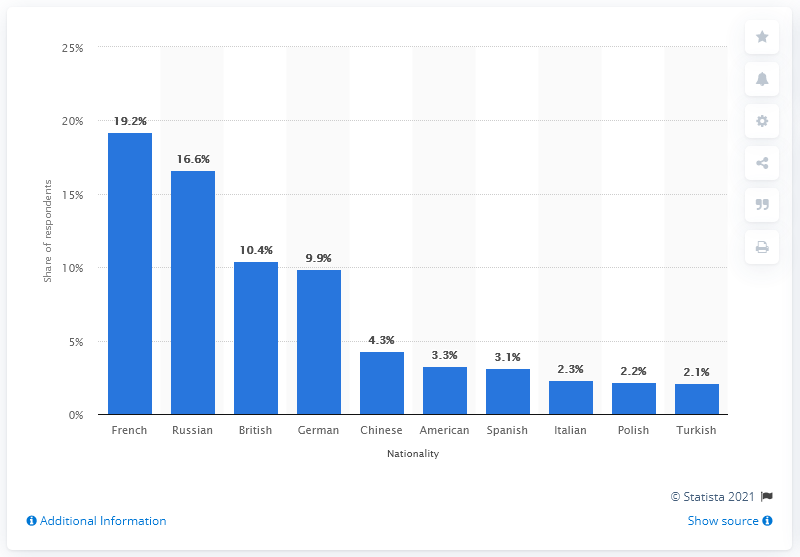 25%
20%
15%
10%
5%
0%
Share of respondents
19.2%
16.6%
10.4%
9.9%
4.3%
3.3%
3.1%
2.3%
2.2%
2.1%
French Russian British German Chinese American Spanish Italian Polish Turkish
Nationality
© Statista 2021
Additional Information
Show source